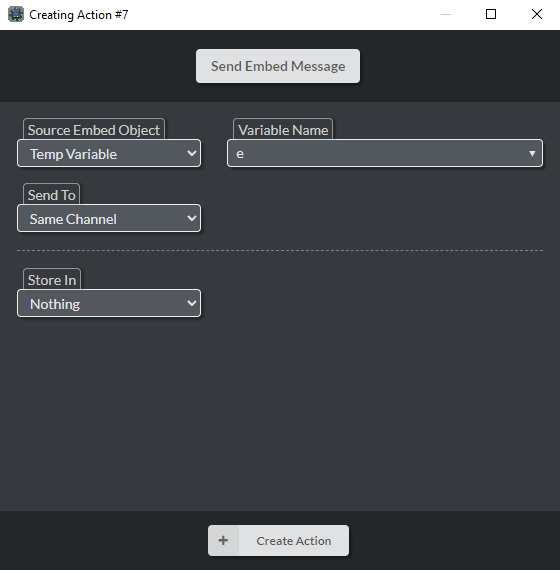 Creating Action #7
Send Embed Message
Source Embed Object
Variable Name
Temp Variable
e
Send To
Same Channel
Store In
Nothing
+ Create Action